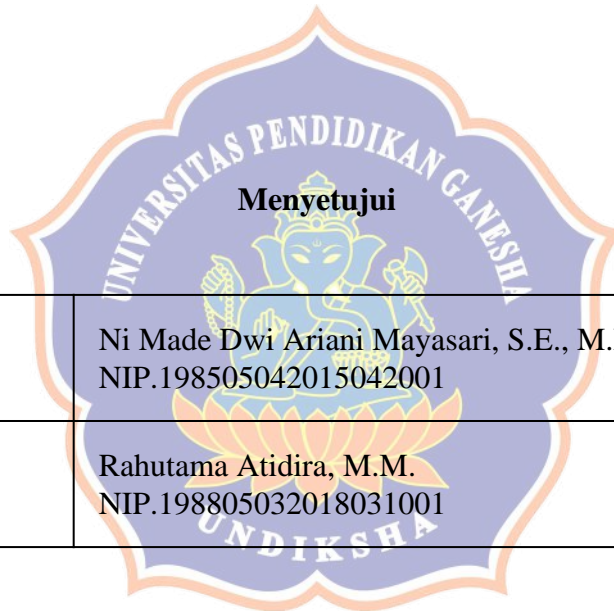 UNIVERSITAS PENDIDIKAN GANESHA
Menyetujui
Ni Made Dwi Ariani Mayasari, S.E., M.
NIP.198505042015042001
Rahutama Atidira, M.M.
NIP.198805032018031001
UNDIKSHA